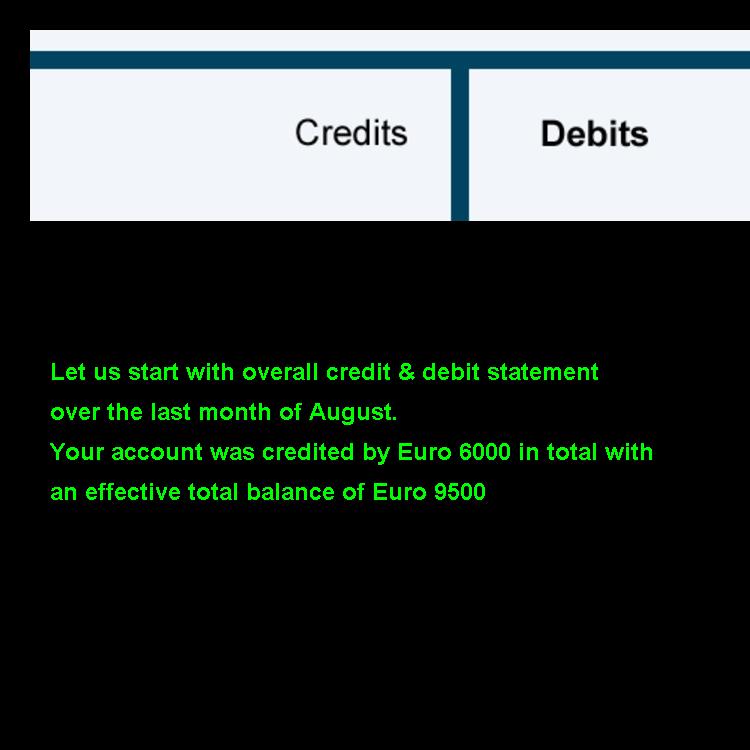 Credits Debits
Let us start with overall credit & debit statement
over the last month of August.
Your account was credited by Euro 6000 in total with
an effective total balance of Euro 9500